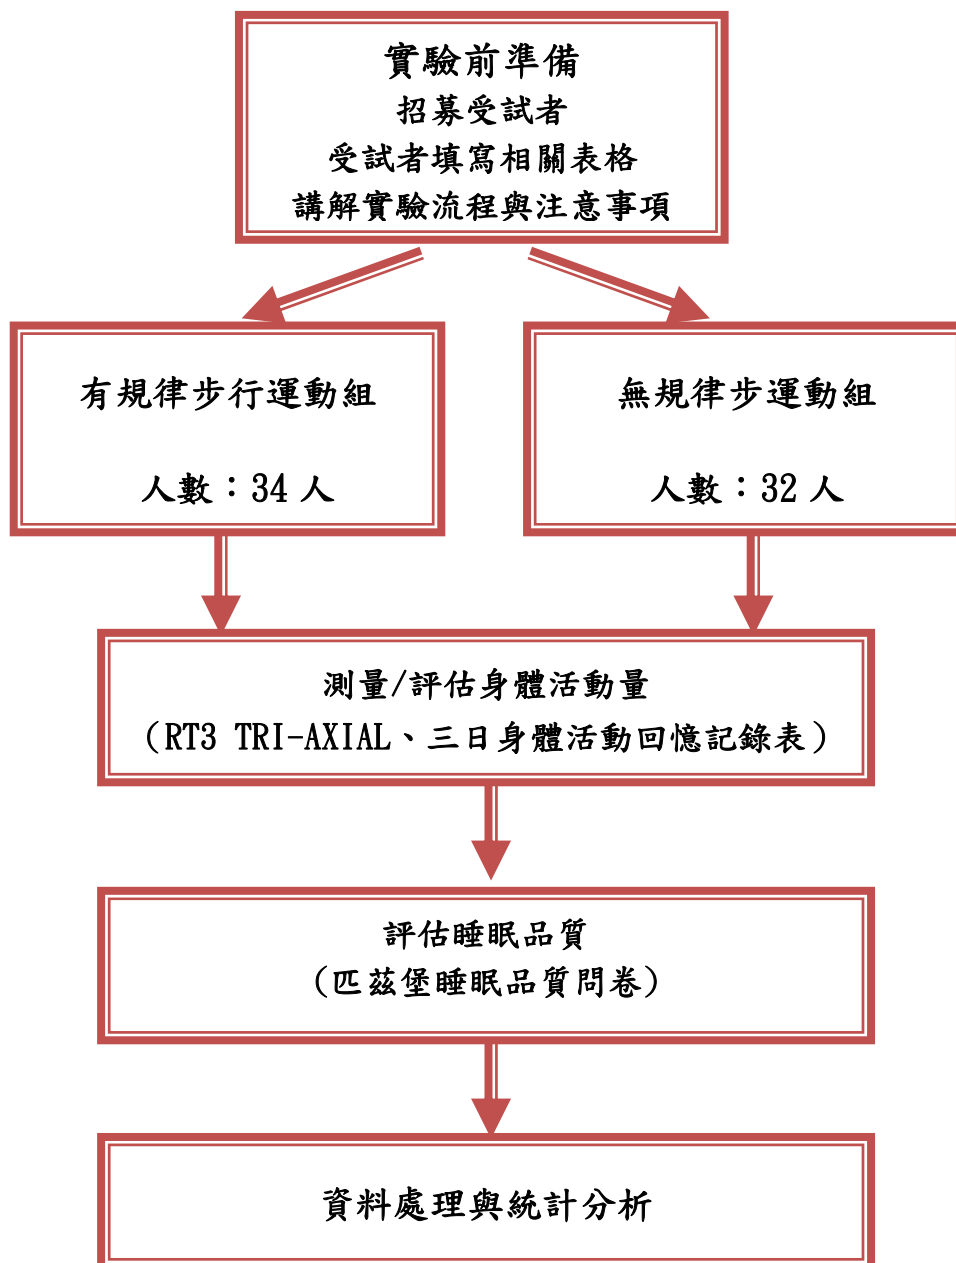 實驗前準備
招募受試者
受試者填寫相關表格
講解實驗流程與注意事項
有規律步行運動組
人數：34 人
無規律步運動組
人數：32 人
測量/評估身體活動量
(RT3 TRI-AXIAL、三日身體活動回憶記錄表)
評估睡眠品質
(匹茲堡睡眠品質問卷)
資料處理與統計分析